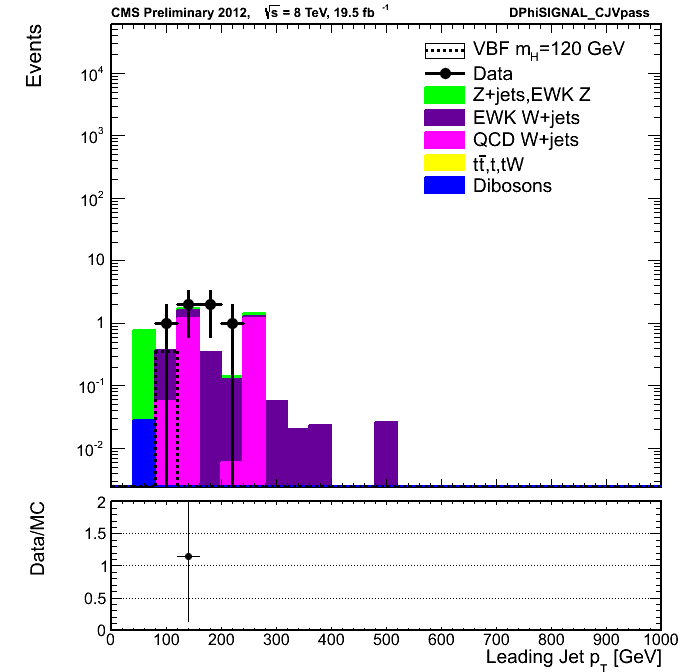 CMS Preliminary 2012, √s = 8 TeV, 19.5 fb⁻¹ DPhiSIGNAL_CJVpass
Events
10⁴
10³
10²
10
1
10⁻¹
10⁻²
VBF m_H=120 GeV
Data
Z+jets,EWK Z
EWK W+jets
QCD W+jets
tt̄,t,tW
Dibosons
Data/MC
2
1.5
1
0.5
0
0 100 200 300 400 500 600 700 800 900 1000
Leading Jet p_T [GeV]